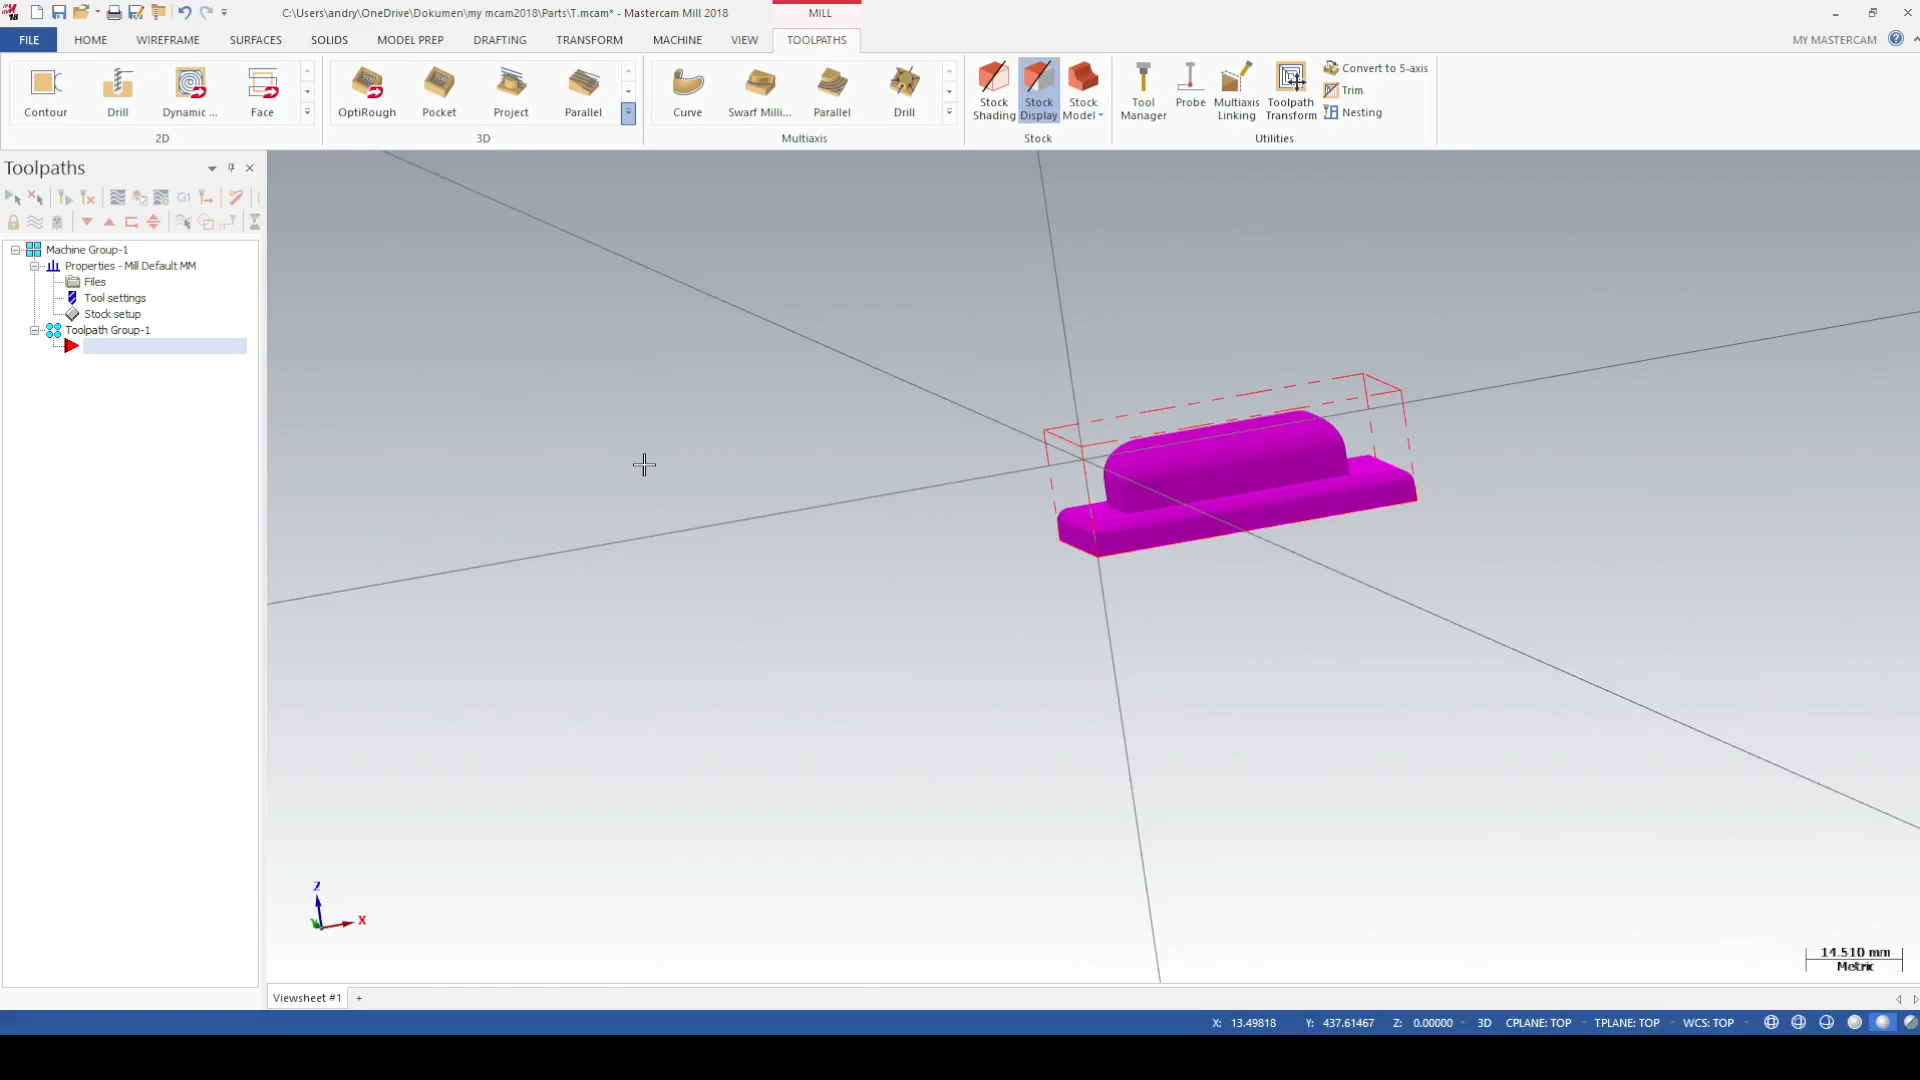 C:\Users\andry\OneDrive\Dokumen\my mcam2018\Parts\T.mcam* - Mastercam Mill 2018
MILL
FILE HOME WIREFRAME SURFACES SOLIDS MODEL PREP DRAFTING TRANSFORM MACHINE VIEW TOOLPATHS MY MASTERCAM
Contour Drill Dynamic ... Face
2D
OptiRough Pocket Project Parallel
3D
Curve Swarf Milli... Parallel Drill
Multiaxis
Stock Shading
Stock Display
Stock Model
Stock
Tool Manager
Probe
Multiaxis Linking
Toolpath Transform
Convert to 5-axis
Trim
Nesting
Utilities
Toolpaths
G1
Machine Group-1
Properties - Mill Default MM
Files
Tool settings
Stock setup
Toolpath Group-1
Z
X
14.510 mm
Metric
Viewsheet #1 +
X: 13.49818 Y: 437.61467 Z: 0.00000 3D CPLANE: TOP TPLANE: TOP WCS: TOP